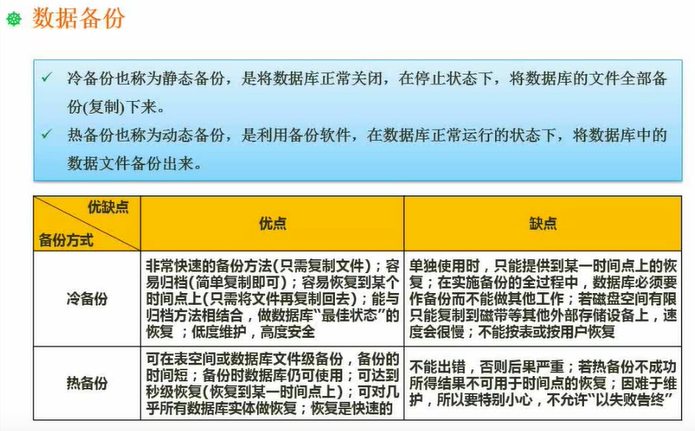 数据备份
✓ 冷备份也称为静态备份，是将数据库正常关闭，在停止状态下，将数据库的文件全部备
份(复制)下来。
✓ 热备份也称为动态备份，是利用备份软件，在数据库正常运行的状态下，将数据库中的
数据文件备份出来。
优缺点
备份方式
优点
缺点
冷备份
非常快速的备份方法(只需复制文件)；容
易归档(简单复制即可)；容易恢复到某个
时间点上(只需将文件再复制回去)；能与
归档方法相结合，做数据库“最佳状态”的
恢复；低度维护，高度安全
单独使用时，只能提供到某一时间点上的恢
复；在实施备份的全过程中，数据库必须要
作备份而不能做其他工作；若磁盘空间有限
只能复制到磁带等其他外部存储设备上，速
度会很慢；不能按表或按用户恢复
热备份
可在表空间或数据库文件级备份，备份的
时间短；备份时数据库仍可使用；可达到
秒级恢复(恢复到某一时间点上)；可对几
乎所有数据库实体做恢复；恢复是快速的
不能出错，否则后果严重；若热备份不成功
所得结果不可用于时间点的恢复；困难于维
护，所以要特别小心，不允许“以失败告终”